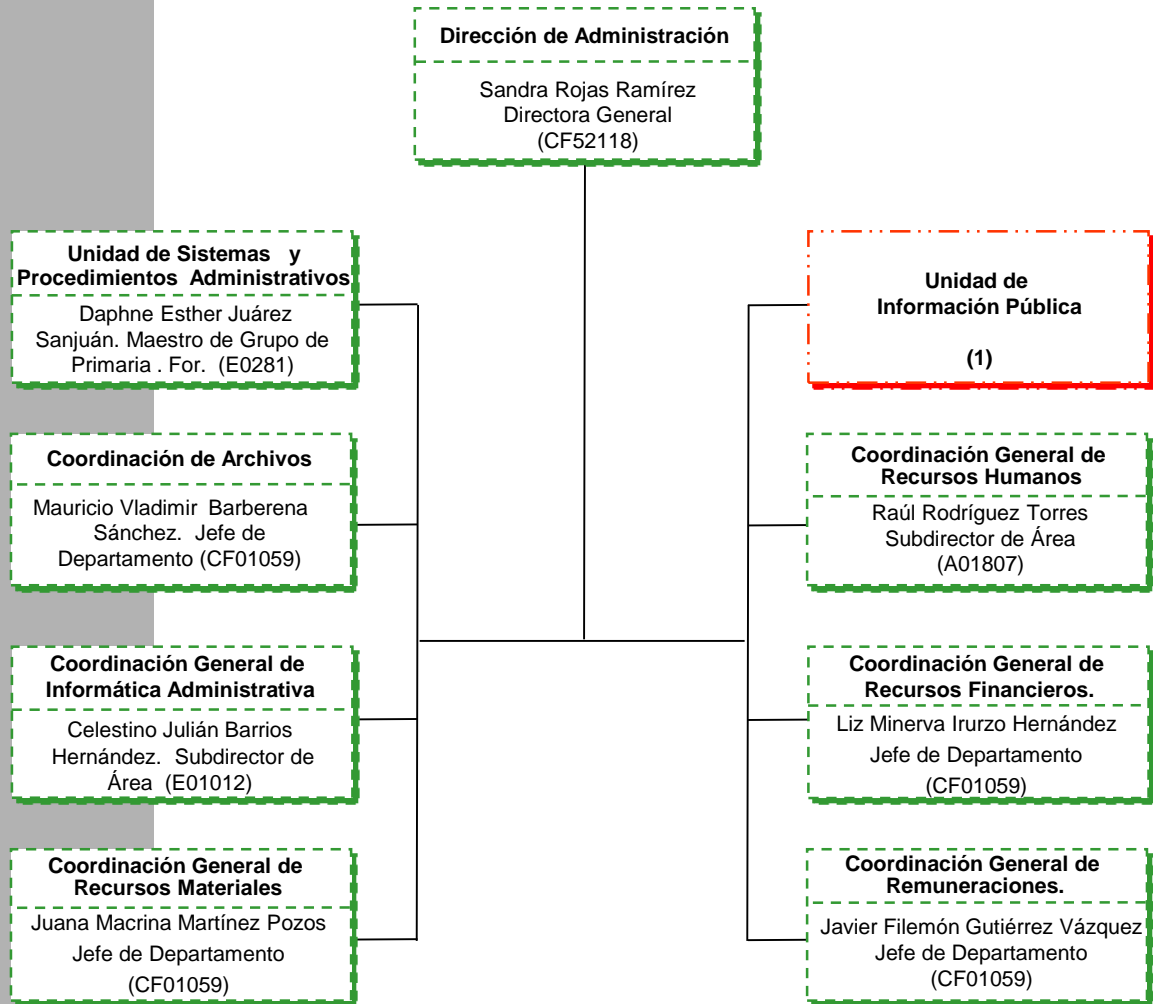 Dirección de Administración
Sandra Rojas Ramírez
Directora General
(CF52118)
Unidad de Sistemas y
Procedimientos Administrativos
Daphne Esther Juárez
Sanjuán. Maestro de Grupo de
Primaria . For. (E0281)
Unidad de
Información Pública
(1)
Coordinación de Archivos
Mauricio Vladimir Barberena
Sánchez. Jefe de
Departamento (CF01059)
Coordinación General de
Recursos Humanos
Raúl Rodríguez Torres
Subdirector de Área
(A01807)
Coordinación General de
Informática Administrativa
Celestino Julián Barrios
Hernández. Subdirector de
Área (E01012)
Coordinación General de
Recursos Financieros.
Liz Minerva Irurzo Hernández
Jefe de Departamento
(CF01059)
Coordinación General de
Recursos Materiales
Juana Macrina Martínez Pozos
Jefe de Departamento
(CF01059)
Coordinación General de
Remuneraciones.
Javier Filemón Gutiérrez Vázquez
Jefe de Departamento
(CF01059)